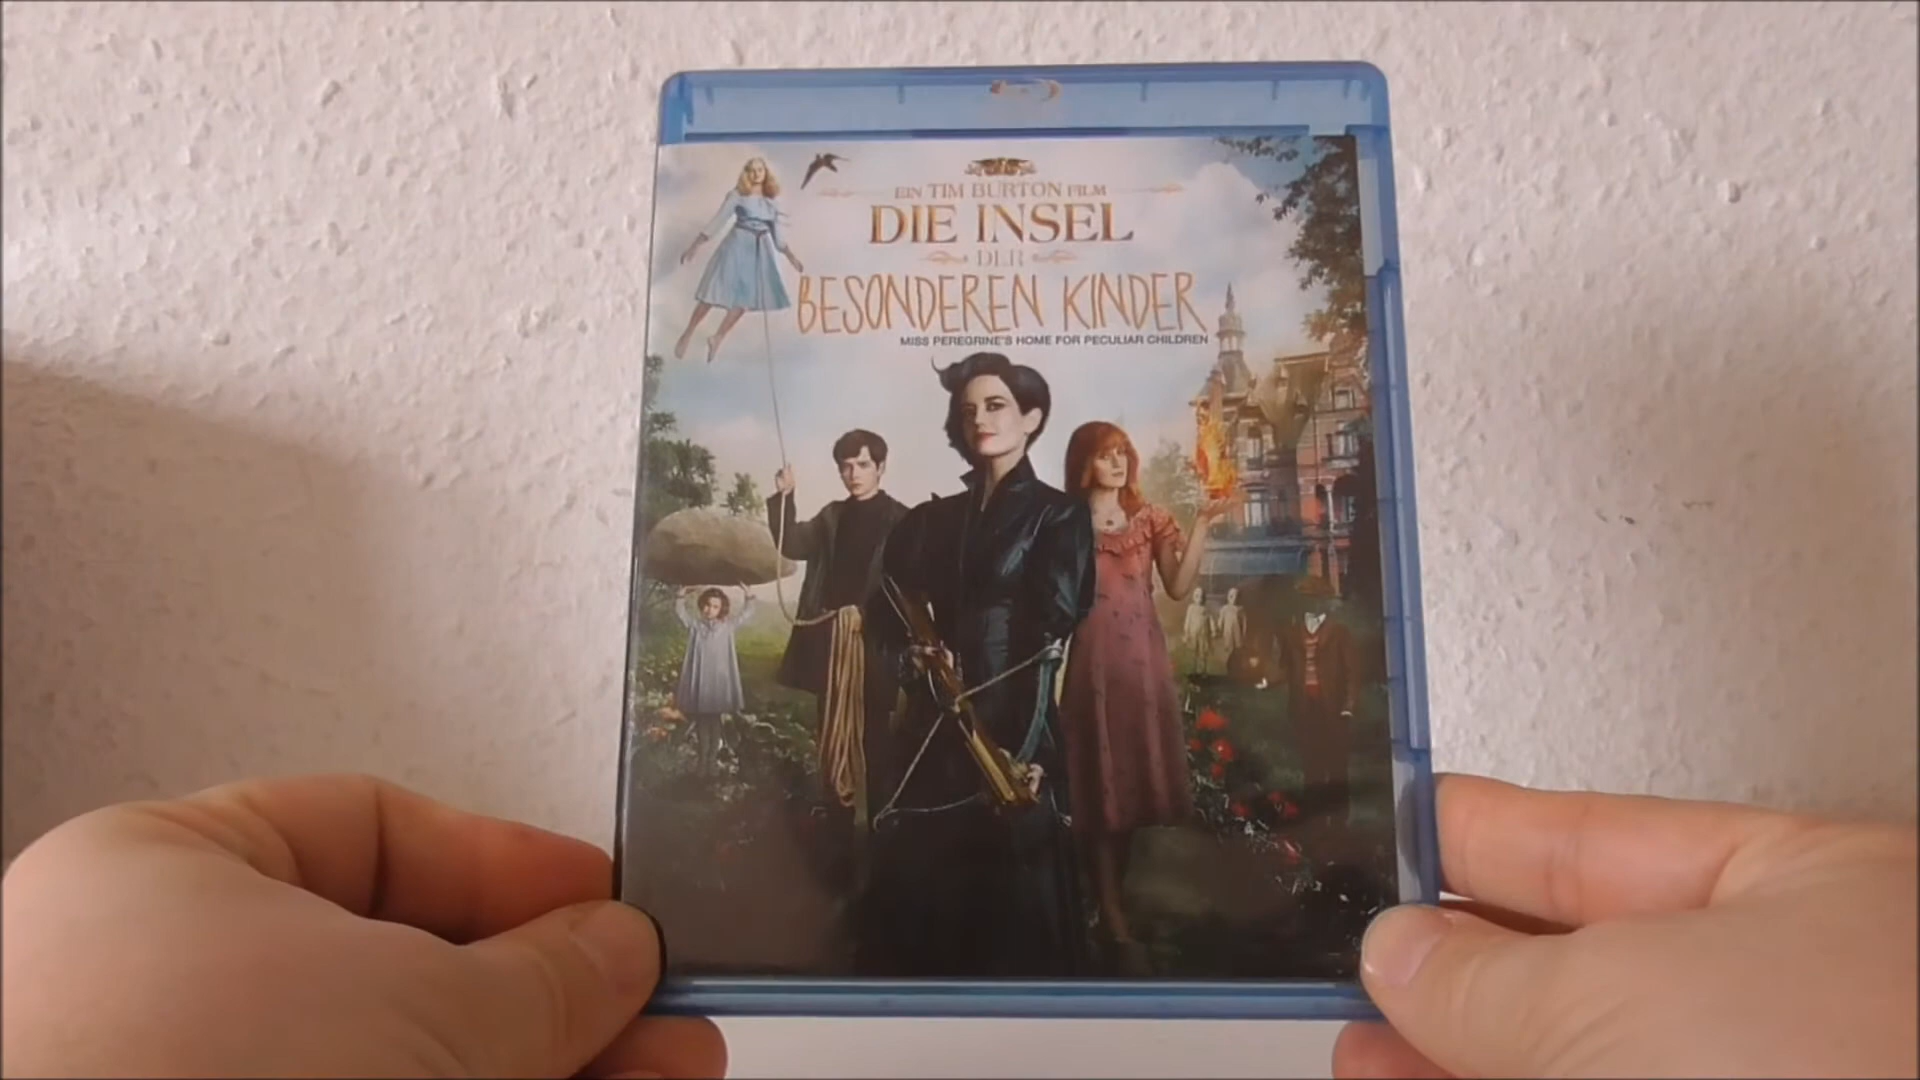 EIN TIM BURTON FILM
DIE INSEL
DER
BESONDEREN KINDER
MISS PEREGRINE'S HOME FOR PECULIAR CHILDREN